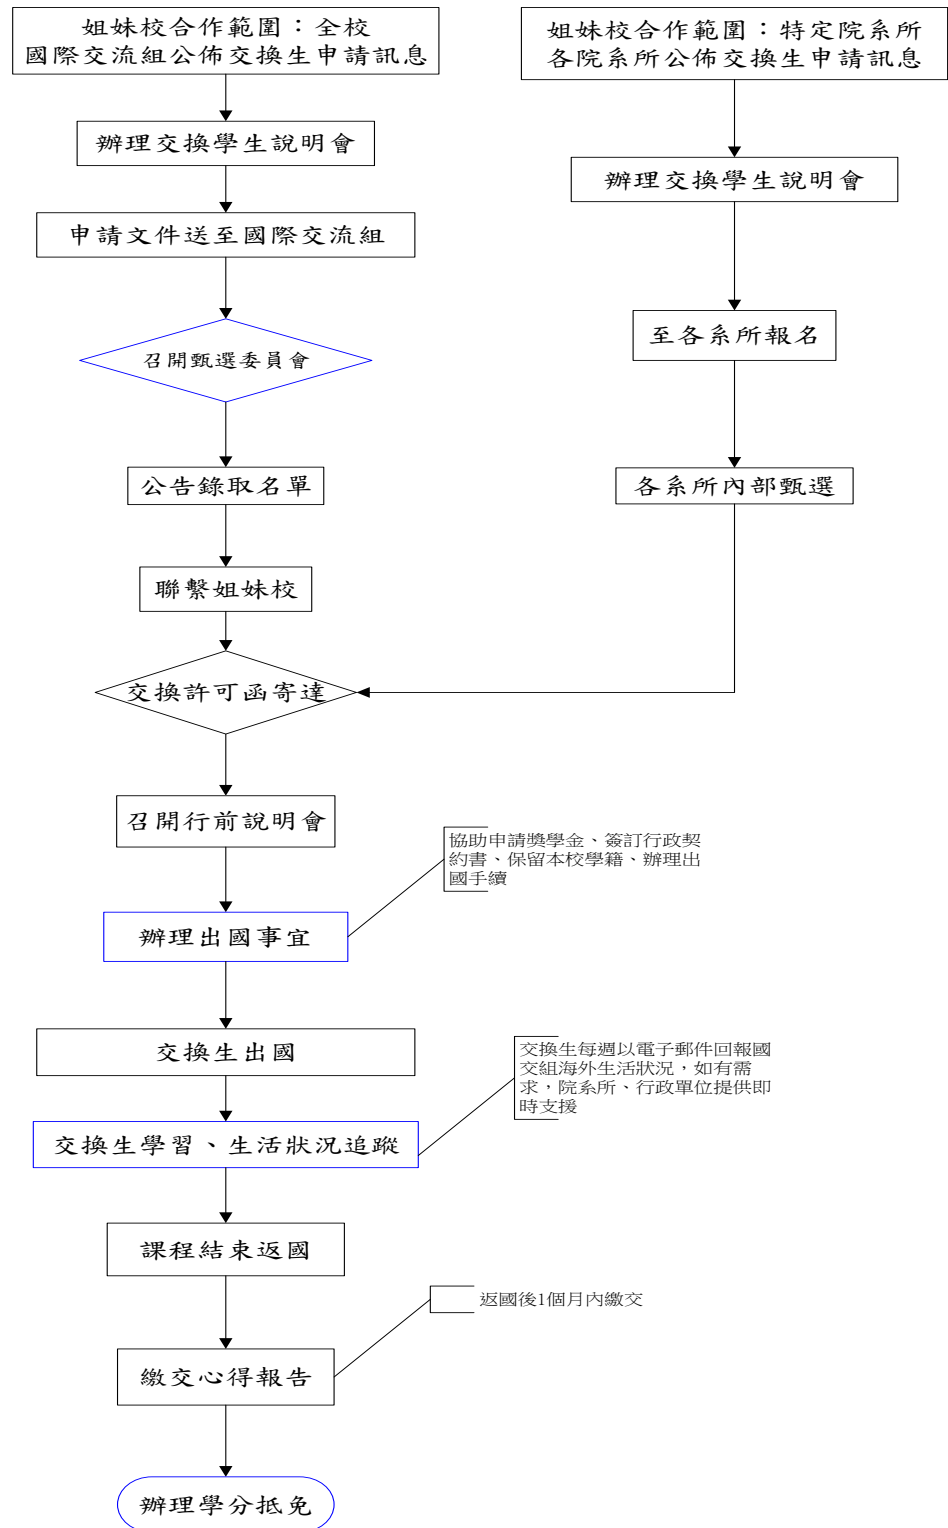 姐妹校合作範圍：全校
國際交流組公佈交換生申請訊息
辦理交換學生說明會
申請文件送至國際交流組
召開甄選委員會
公告錄取名單
聯繫姐妹校
交換許可函寄達
姐妹校合作範圍：特定院系所
各院系所公佈交換生申請訊息
辦理交換學生說明會
至各系所報名
各系所內部甄選
召開行前說明會
協助申請獎學金、簽訂行政契
約書、保留本校學籍、辦理出
國手續
辦理出國事宜
交換生出國
交換生每週以電子郵件回報國
交組海外生活狀況，如有需
求，院系所、行政單位提供即
時支援
交換生學習、生活狀況追蹤
課程結束返國
返國後1個月內繳交
繳交心得報告
辦理學分抵免